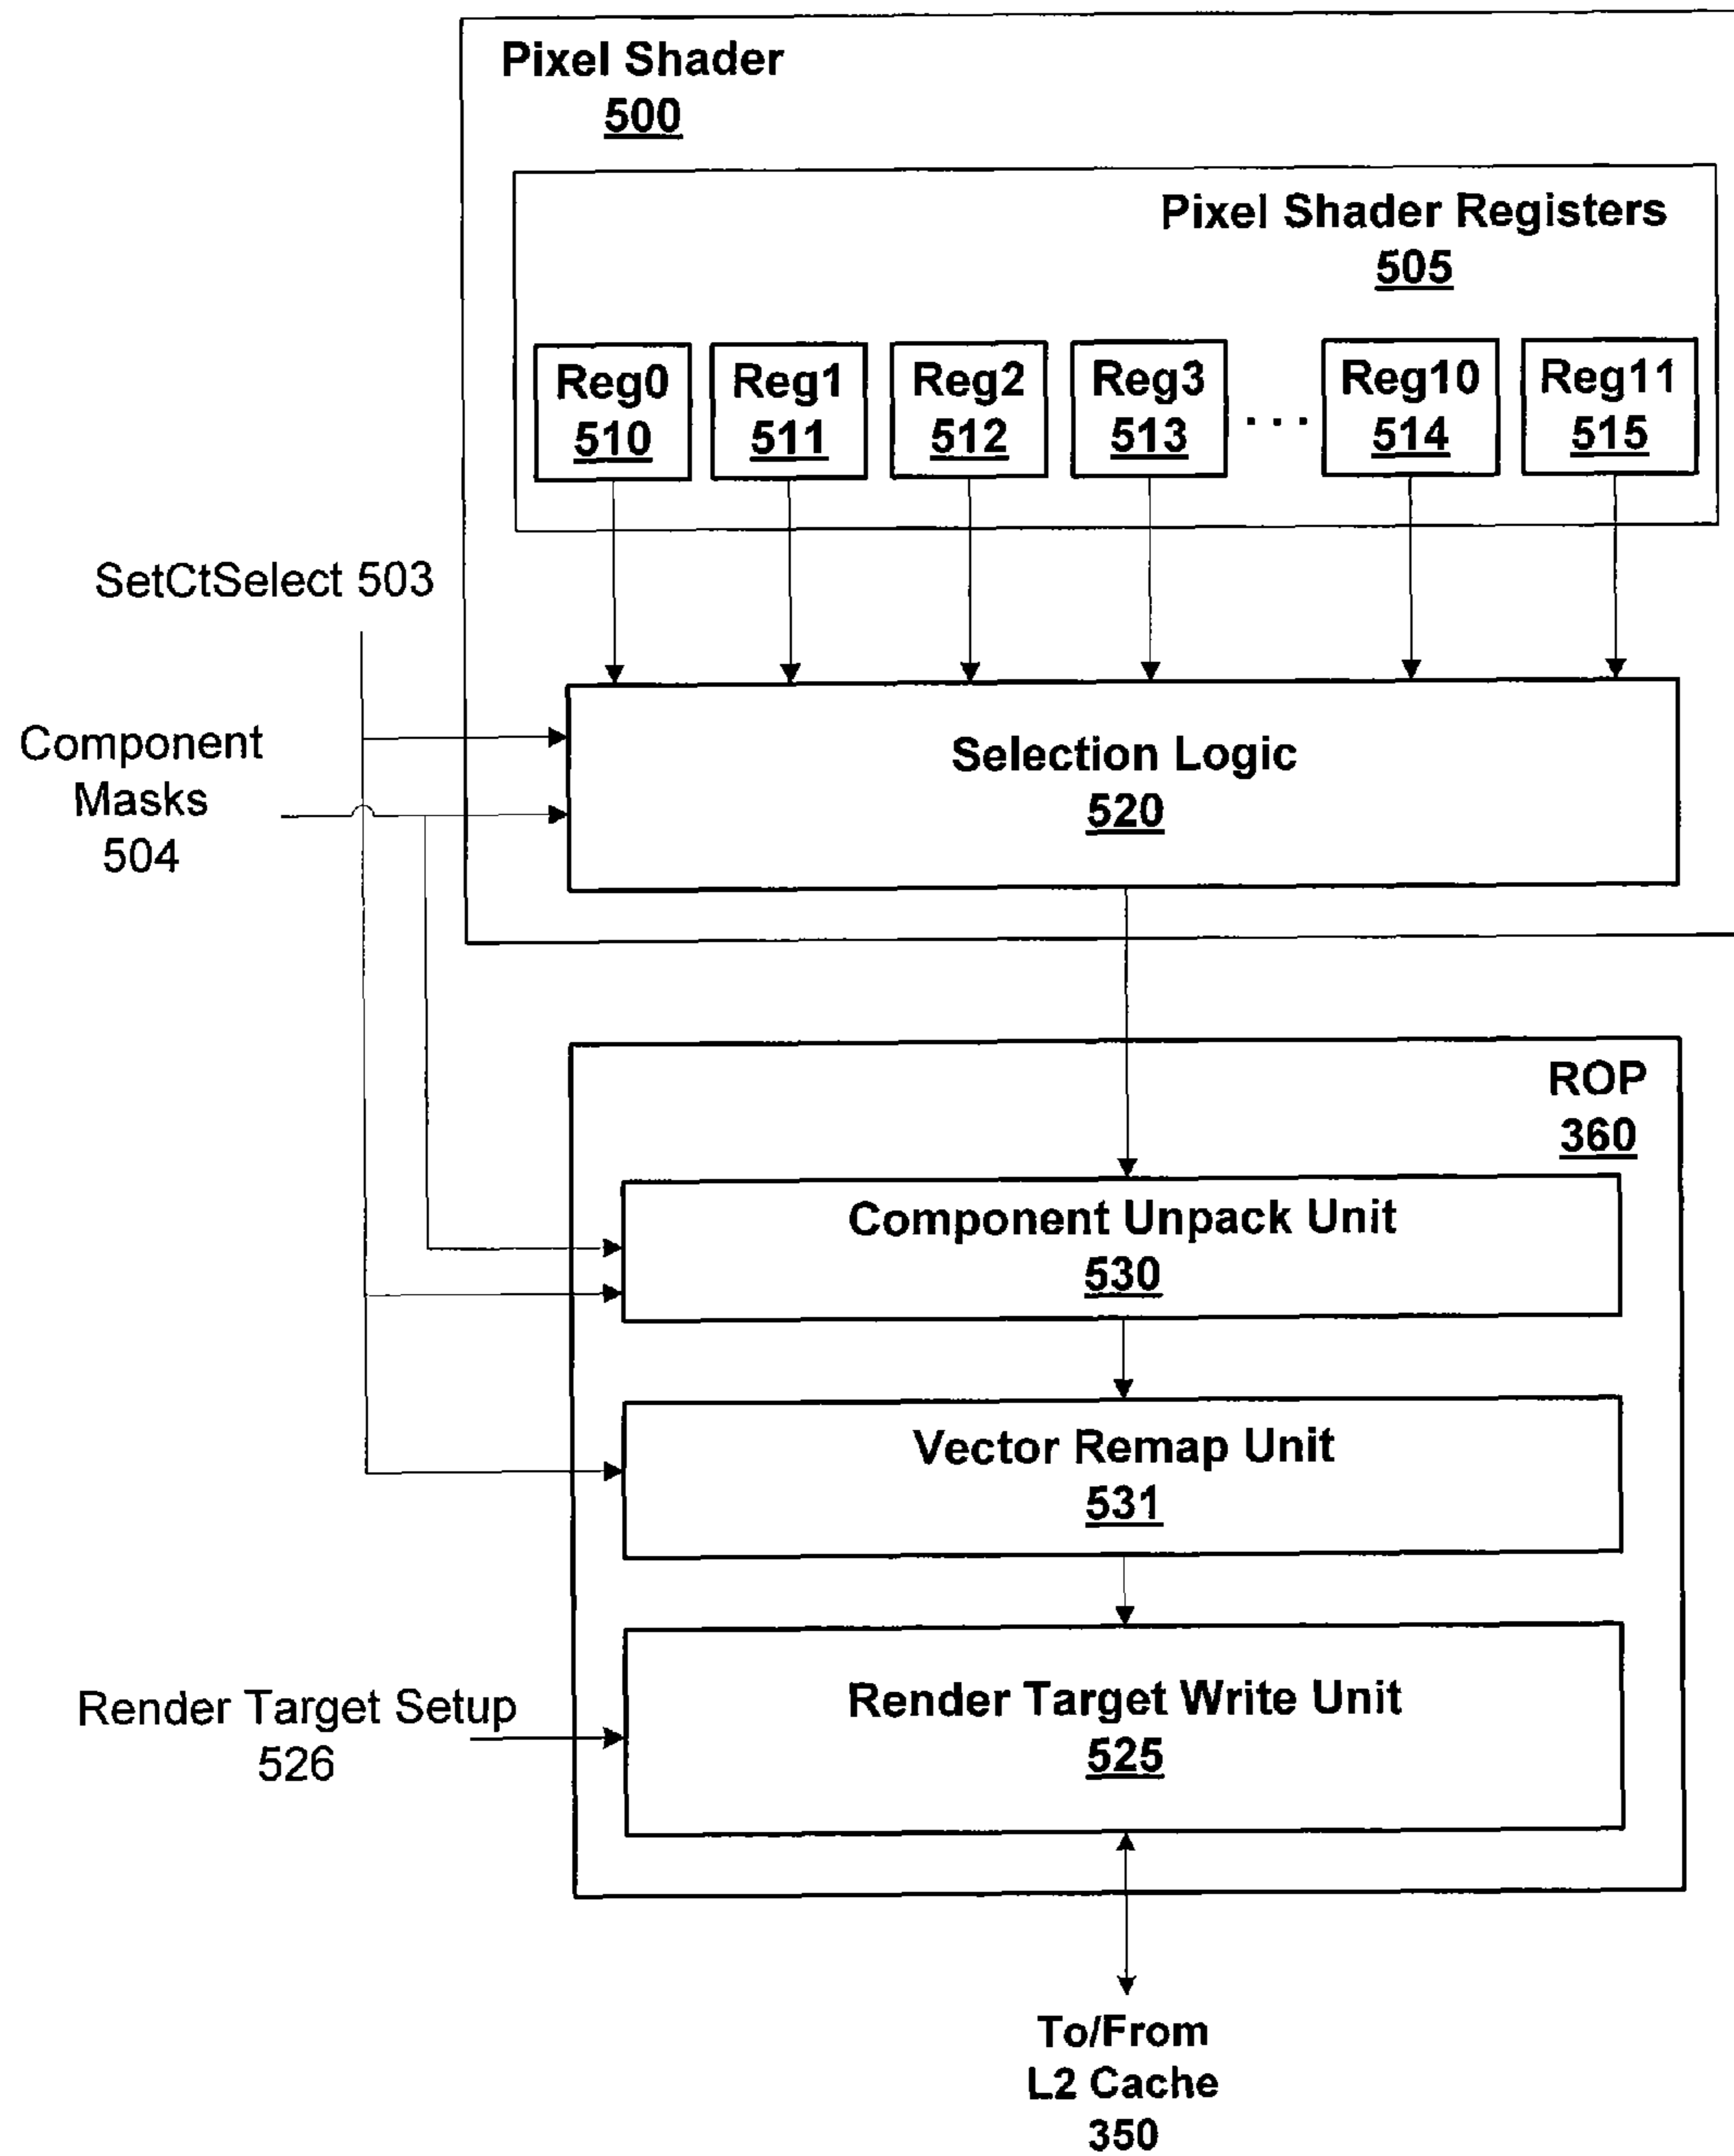 Pixel Shader
500
Pixel Shader Registers
505
Reg0
510
Reg1
511
Reg2
512
Reg3
513
...
Reg10
514
Reg11
515
SetCtSelect 503
Component
Masks
504
Selection Logic
520
ROP
360
Component Unpack Unit
530
Vector Remap Unit
531
Render Target Setup
526
Render Target Write Unit
525
To/From
L2 Cache
350